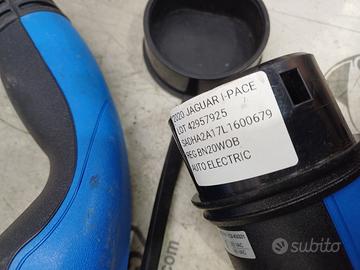 2020 JAGUAR I-PACE
LOT 42957925
SADHA2A17L1600679
REG BN20WOB
AUTO ELECTRIC
subito